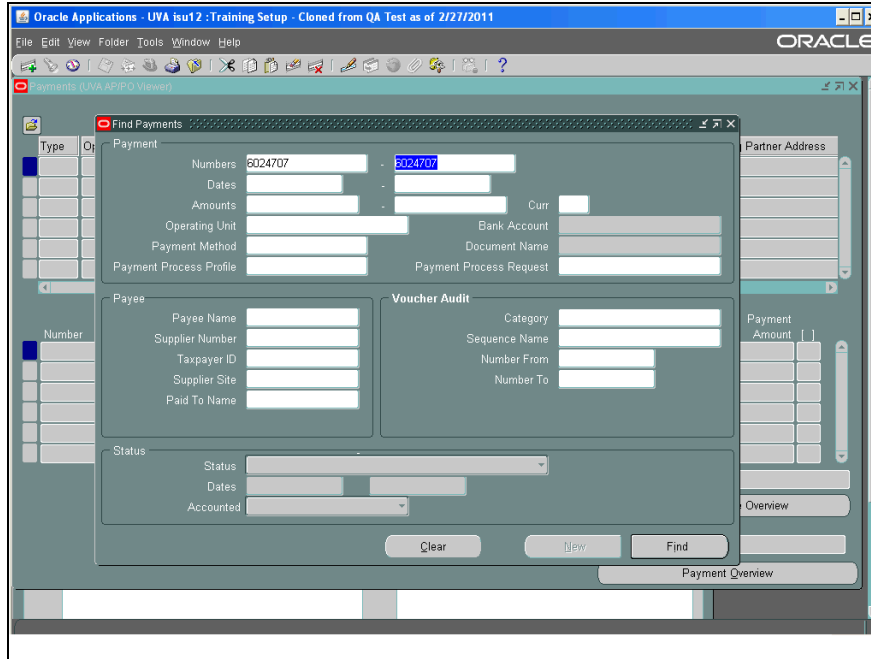 Oracle Applications - UVA isu12 :Training Setup - Cloned from QA Test as of 2/27/2011
File Edit View Folder Tools Window Help
ORACLE
Payments (UVA AP/PO Viewer)
Find Payments
Type Op Partner Address
Payment
Numbers 6024707 - 6024707
Dates -
Amounts - Curr
Operating Unit Bank Account
Payment Method Document Name
Payment Process Profile Payment Process Request
Payee Voucher Audit
Payee Name Category
Supplier Number Sequence Name
Taxpayer ID Number From
Supplier Site Number To
Paid To Name
Number
Payment
Amount [ ]
Status
Status
Dates
Accounted
Overview
Clear New Find
Payment Overview